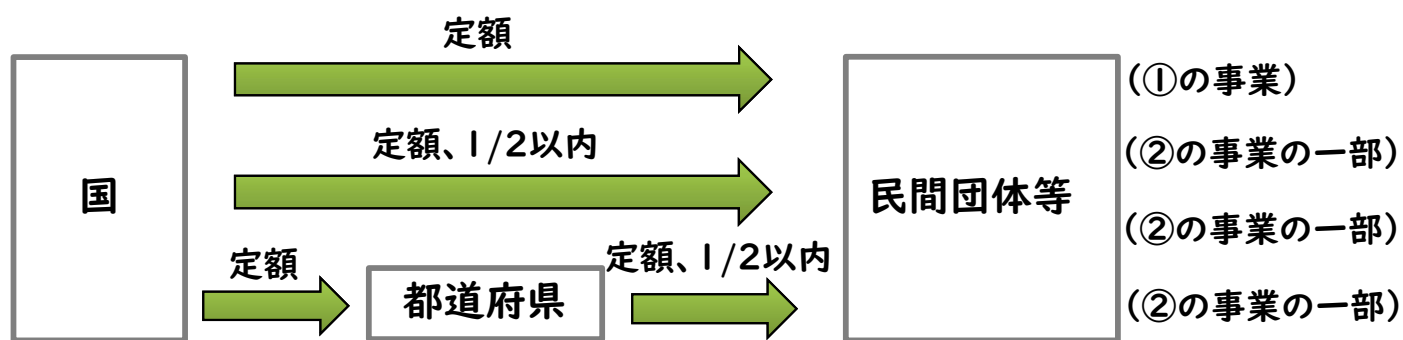 定額
(①の事業)
定額、1/2以内
(②の事業の一部)
国
民間団体等
(②の事業の一部)
定額
定額、1/2以内
都道府県
(②の事業の一部)